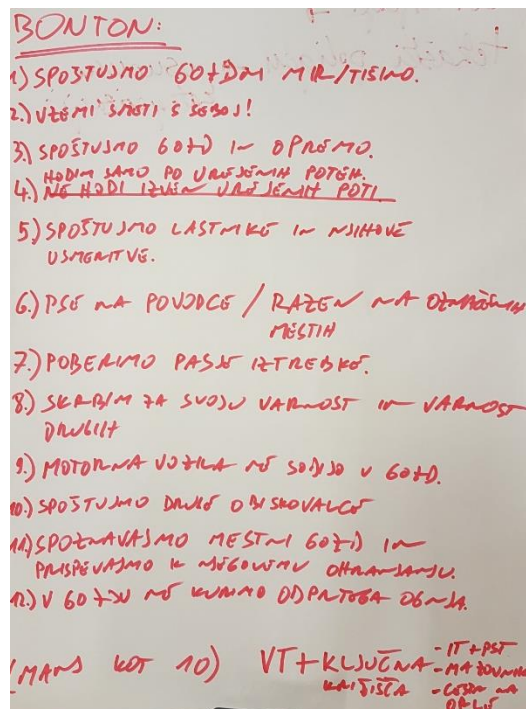 BONTON:
1.) SPOŠTUJMO GOZDNI MIR/TIŠINO.
2.) VZEMI SMETI S SEBOJ!
3.) SPOŠTUJMO GOZD IN OPREMO.
HODIM SAMO PO UREJENIH POTEH.
4.) NE HODI IZVEN UREJENIH POTI
5.) SPOŠTUJMO LASTNIKE IN NJIHOVE
USMERITVE.
6.) PSE NA POVODCE / RAZEN NA OZNAČENIH
MESTIH
7.) POBERIMO PASJE IZTREBKE.
8.) SKRBIM ZA SVOJO VARNOST IN VARNOST
DRUGIH
9.) MOTORNA VOZILA NE SODIJO V GOZD.
10.) SPOŠTUJMO DRUGE OBISKOVALCE
11.) SPOZNAVAJMO MESTNI GOZD IN
PRISPEVAJMO K NJEGOVEMU OHRANJANJU.
12.) V GOZDU NE KURIMO ODPRTEGA OGNJA.
(MANJ KOT 10) VT + KLJUČNA
KRIŽIŠČA
- IT + PST
- CESTA NA